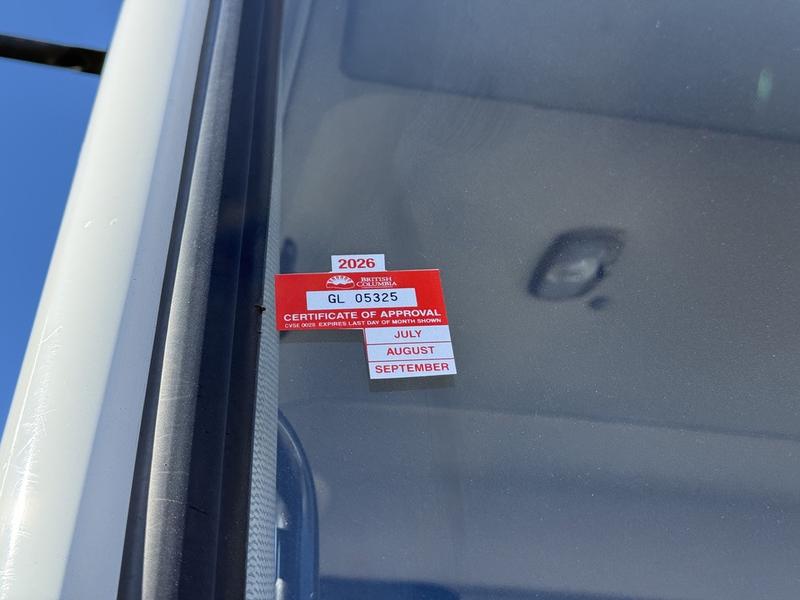 2026
BRITISH
COLUMBIA
GL 05325
CERTIFICATE OF APPROVAL
CVSE 0028 EXPIRES LAST DAY OF MONTH SHOWN
JULY
AUGUST
SEPTEMBER